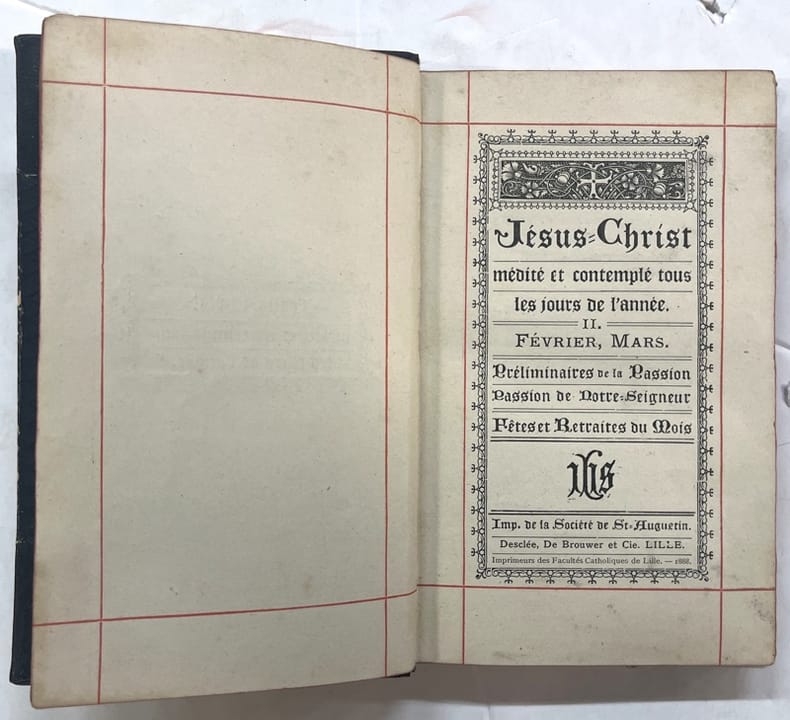 Jésus-Christ
médité et contemplé tous
les jours de l'année.
II.
FÉVRIER, MARS.
Préliminaires de la Passion
Passion de Notre-Seigneur
Fêtes et Retraites du Mois
ihs
Imp. de la Société de St-Augustin.
Desclée, De Brouwer et Cie. LILLE.
Imprimeurs des Facultés Catholiques de Lille. — 1888.